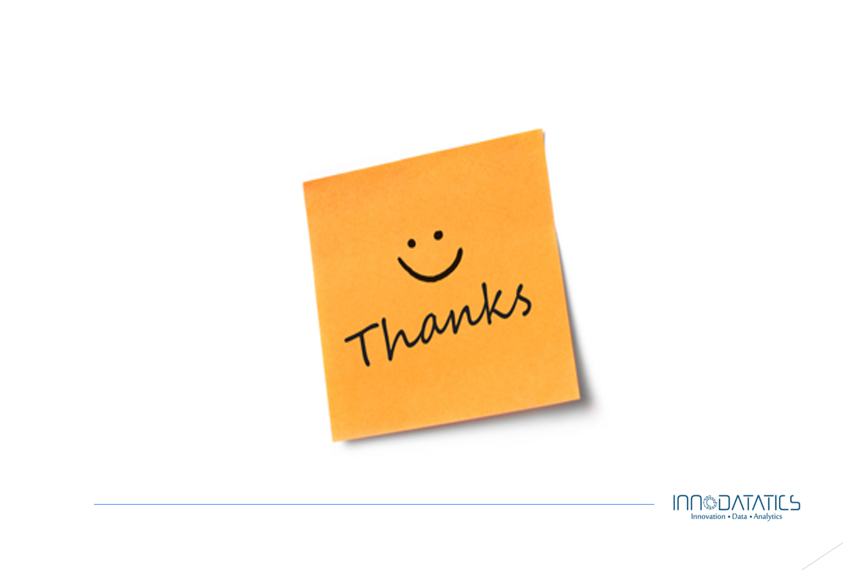 Thanks
INNODATATICS
Innovation • Data • Analytics